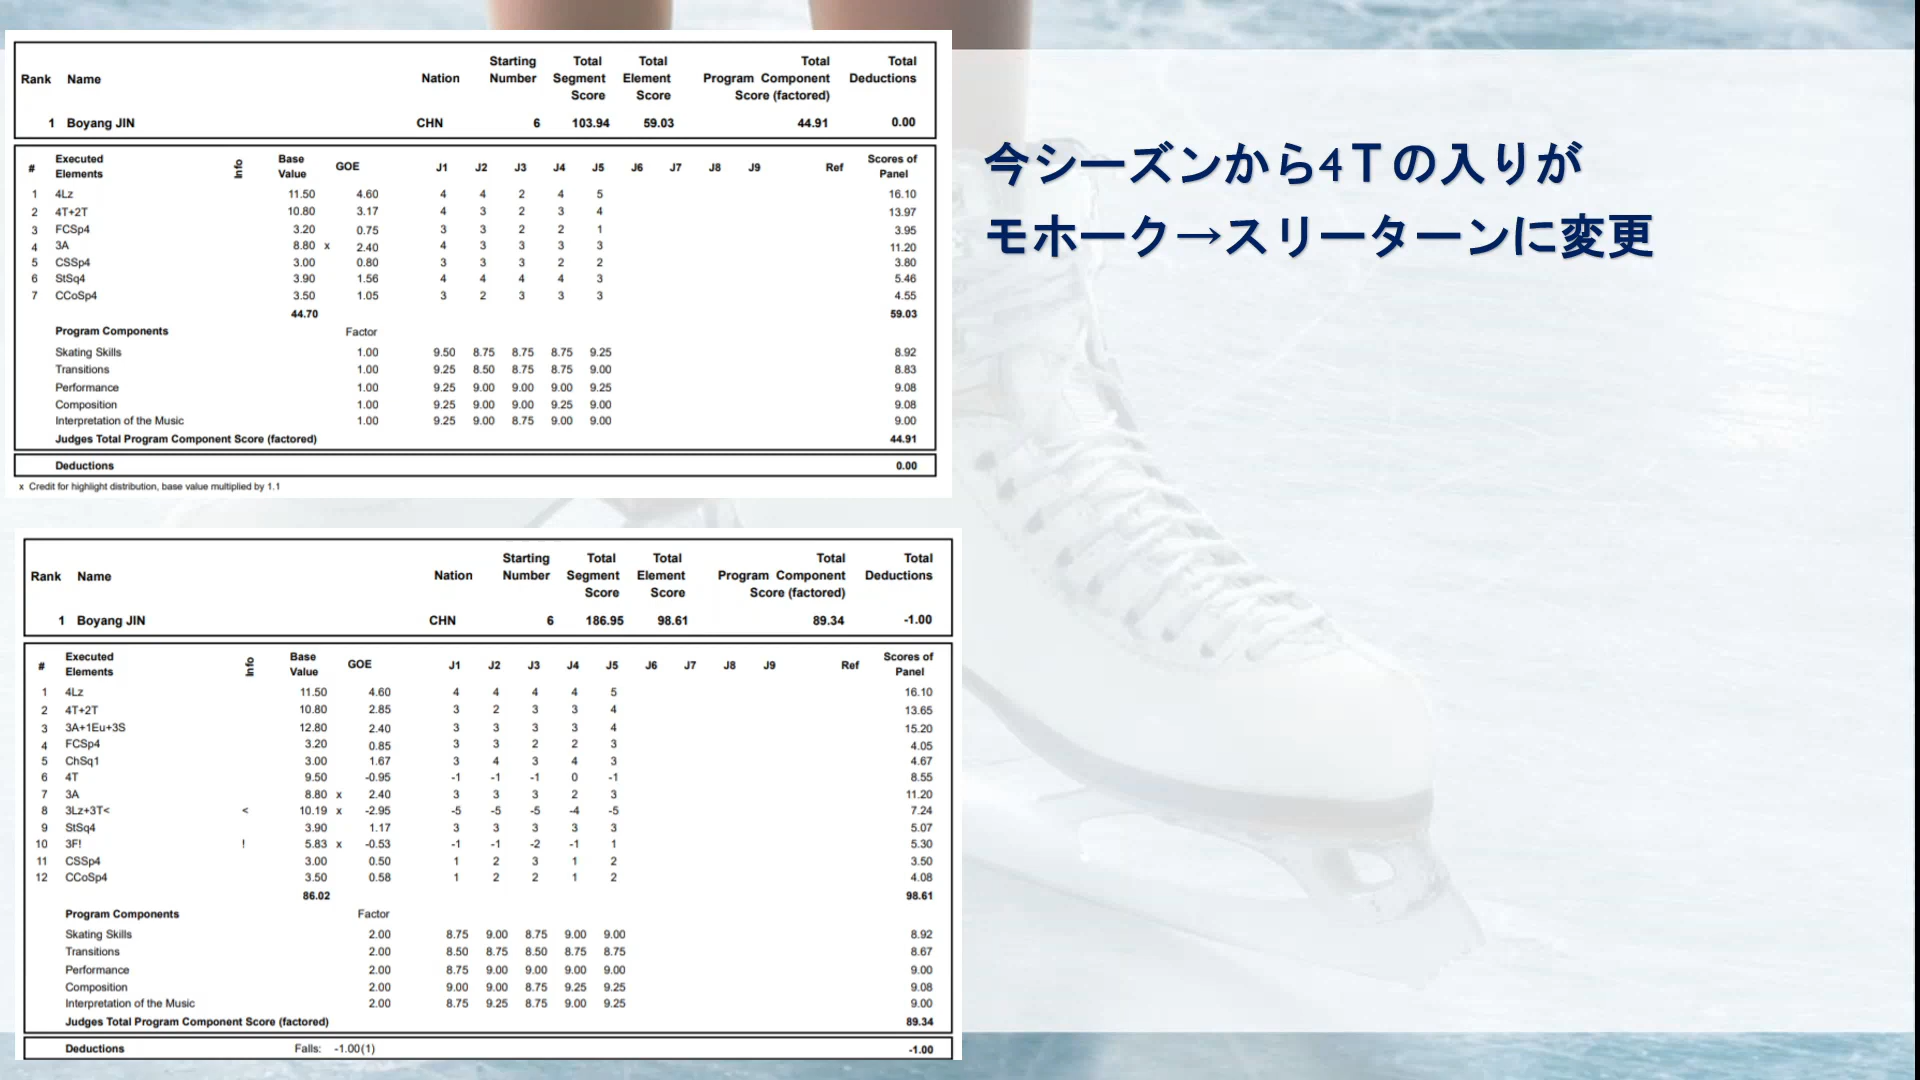 Rank Name Nation Starting Number Total Segment Score Total Element Score Total Program Component Score (factored) Total Deductions
1 Boyang JIN CHN 6 103.94 59.03 44.91 0.00
# Executed Elements Info Base Value GOE J1 J2 J3 J4 J5 J6 J7 J8 J9 Ref Scores of Panel
1 4Lz 11.50 4.60 4 4 2 4 5 16.10
2 4T+2T 10.80 3.17 4 3 2 3 4 13.97
3 FCSp4 3.20 0.75 3 3 2 2 1 3.95
4 3A 8.80 x 2.40 4 3 3 3 3 11.20
5 CSSp4 3.00 0.80 3 3 3 2 2 3.80
6 StSq4 3.90 1.56 4 4 4 4 3 5.46
7 CCoSp4 3.50 1.05 3 2 3 3 3 4.55
44.70 59.03
Program Components Factor
Skating Skills 1.00 9.50 8.75 8.75 8.75 9.25 8.92
Transitions 1.00 9.25 8.50 8.75 8.75 9.00 8.83
Performance 1.00 9.25 9.00 9.00 9.00 9.25 9.08
Composition 1.00 9.25 9.00 9.00 9.25 9.00 9.08
Interpretation of the Music 1.00 9.25 9.00 8.75 9.00 9.00 9.00
Judges Total Program Component Score (factored) 44.91
Deductions 0.00
x Credit for highlight distribution, base value multiplied by 1.1
今シーズンから4Tの入りが
モホーク→スリーターンに変更
Rank Name Nation Starting Number Total Segment Score Total Element Score Total Program Component Score (factored) Total Deductions
1 Boyang JIN CHN 6 186.95 98.61 89.34 -1.00
# Executed Elements Info Base Value GOE J1 J2 J3 J4 J5 J6 J7 J8 J9 Ref Scores of Panel
1 4Lz 11.50 4.60 4 4 4 4 5 16.10
2 4T+2T 10.80 2.85 3 2 3 3 4 13.65
3 3A+1Eu+3S 12.80 2.40 3 3 3 3 4 15.20
4 FCSp4 3.20 0.85 3 3 2 2 3 4.05
5 ChSq1 3.00 1.67 3 4 3 4 3 4.67
6 4T 9.50 -0.95 -1 -1 -1 0 -1 8.55
7 3A 8.80 x 2.40 3 3 3 2 3 11.20
8 3Lz+3T< < 10.19 x -2.95 -5 -5 -5 -4 -5 7.24
9 StSq4 3.90 1.17 3 3 3 3 3 5.07
10 3F! ! 5.83 x -0.53 -1 -1 -2 -1 1 5.30
11 CSSp4 3.00 0.50 1 2 3 1 2 3.50
12 CCoSp4 3.50 0.58 1 2 2 1 2 4.08
86.02 98.61
Program Components Factor
Skating Skills 2.00 8.75 9.00 8.75 9.00 9.00 8.92
Transitions 2.00 8.50 8.75 8.50 8.75 8.75 8.67
Performance 2.00 8.75 9.00 9.00 9.00 9.00 9.00
Composition 2.00 9.00 9.00 8.75 9.25 9.25 9.08
Interpretation of the Music 2.00 8.75 9.25 8.75 9.00 9.25 9.00
Judges Total Program Component Score (factored) 89.34
Deductions Falls: -1.00(1) -1.00